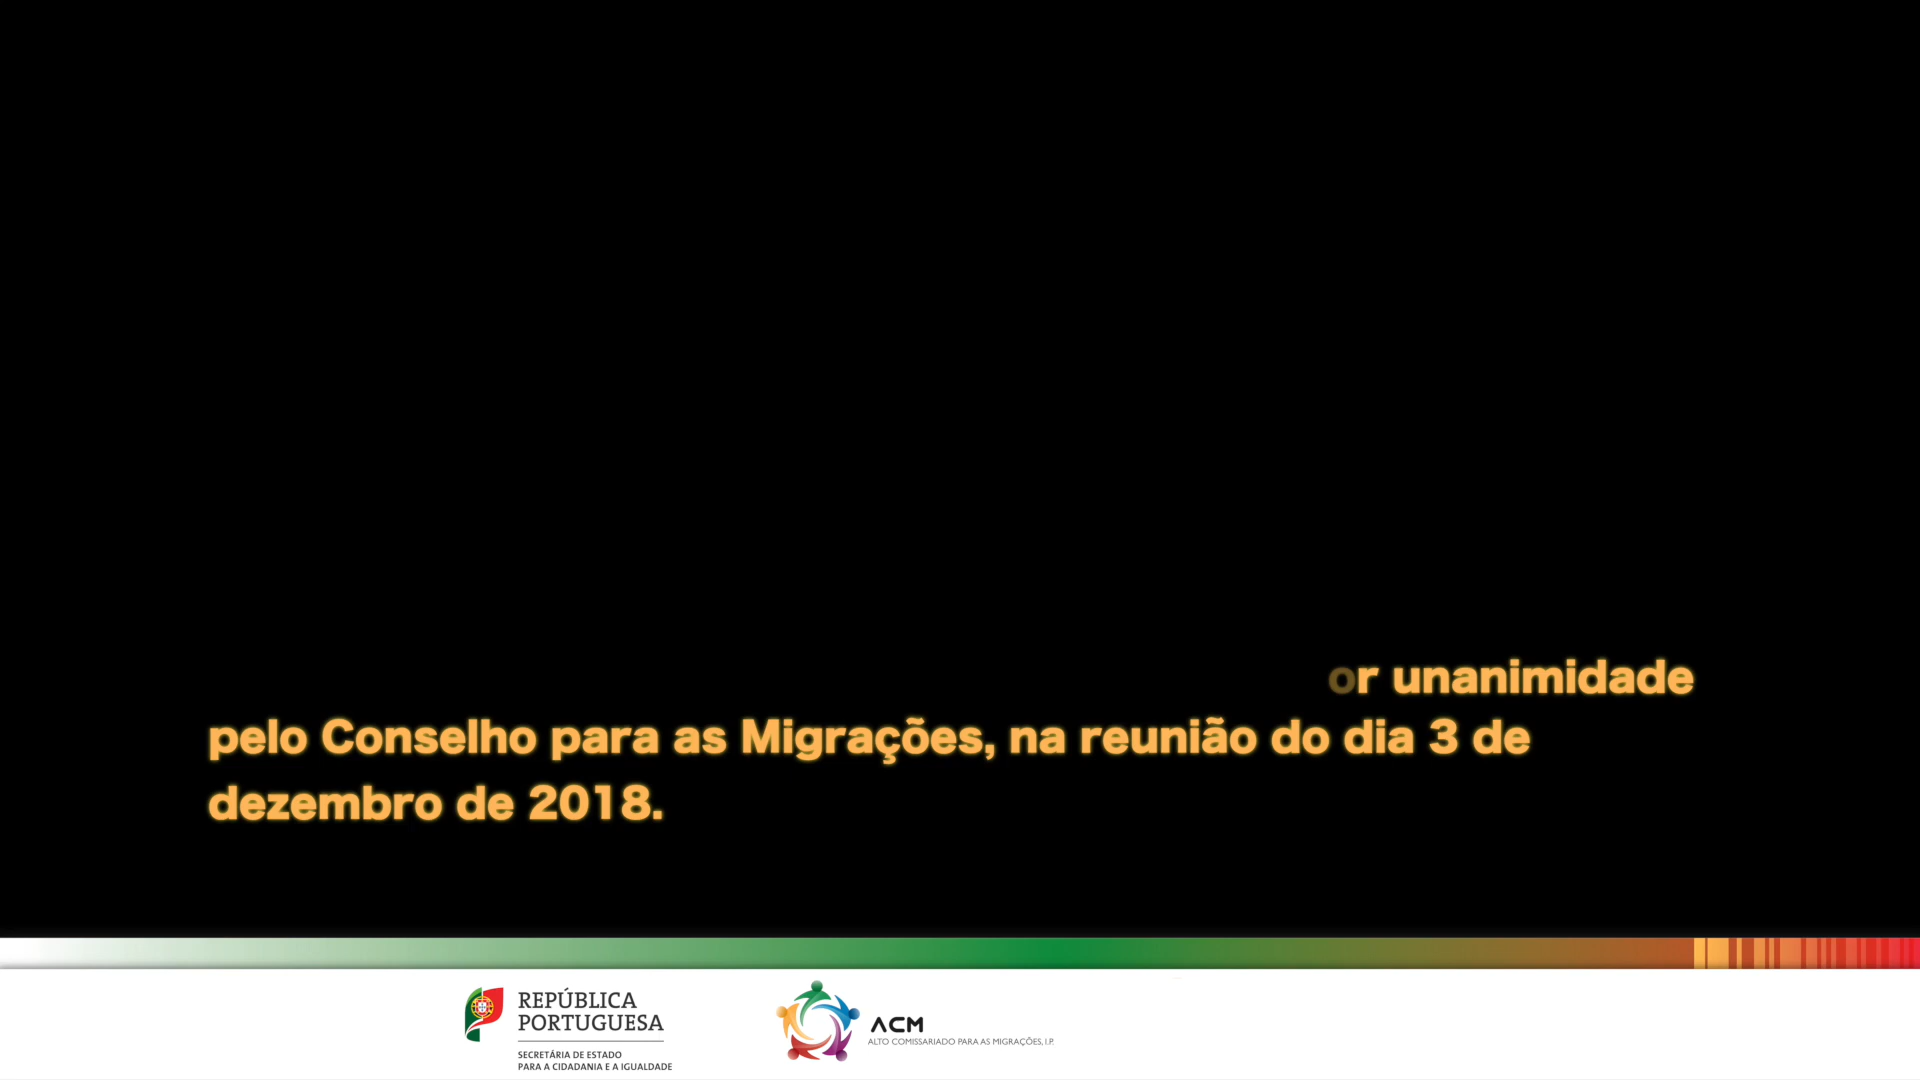 or unanimidade
pelo Conselho para as Migrações, na reunião do dia 3 de
dezembro de 2018.
REPÚBLICA
PORTUGUESA
SECRETÁRIA DE ESTADO
PARA A CIDADANIA E A IGUALDADE
ACM
ALTO COMISSARIADO PARA AS MIGRAÇÕES, I.P.